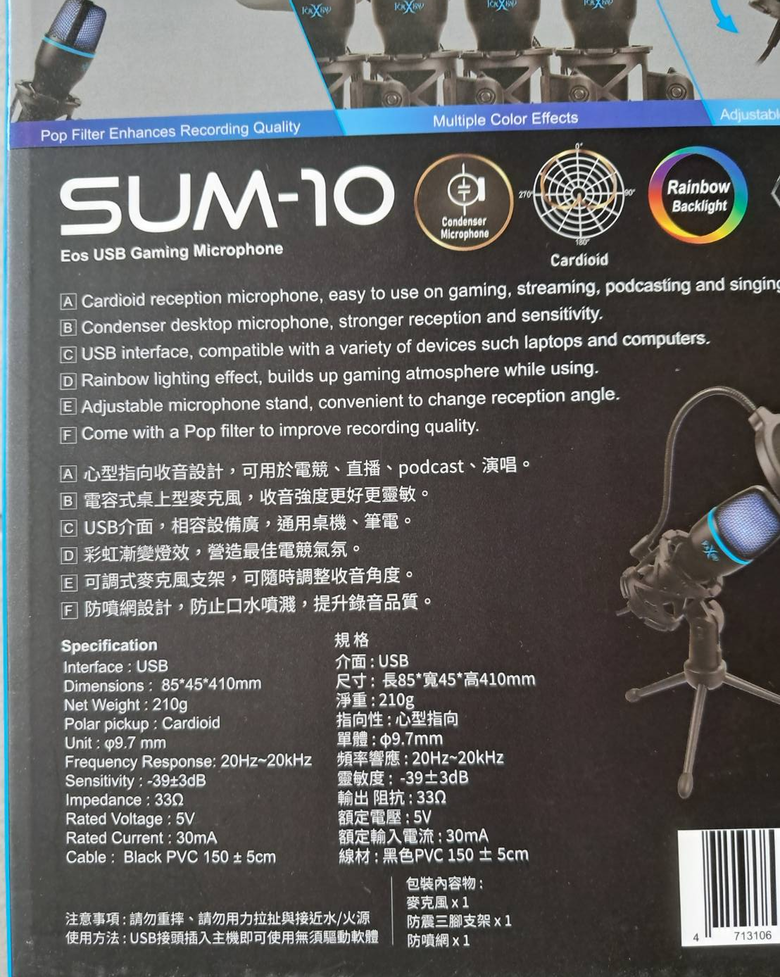 FOXXRAY FOXXRAY FOXXRAY FOXXRAY
Pop Filter Enhances Recording Quality
Multiple Color Effects
SUM-10
Eos USB Gaming Microphone
Condenser
Microphone
0°
270°
90°
180°
Cardioid
Rainbow
Backlight
A Cardioid reception microphone, easy to use on gaming, streaming, podcasting and singing
B Condenser desktop microphone, stronger reception and sensitivity.
C USB interface, compatible with a variety of devices such laptops and computers.
D Rainbow lighting effect, builds up gaming atmosphere while using.
E Adjustable microphone stand, convenient to change reception angle.
F Come with a Pop filter to improve recording quality.
A 心型指向收音設計，可用於電競、直播、podcast、演唱。
B 電容式桌上型麥克風，收音強度更好更靈敏。
C USB介面，相容設備廣，通用桌機、筆電。
D 彩虹漸變燈效，營造最佳電競氣氛。
E 可調式麥克風支架，可隨時調整收音角度。
F 防噴網設計，防止口水噴濺，提升錄音品質。
Specification
Interface : USB
Dimensions : 85*45*410mm
Net Weight : 210g
Polar pickup : Cardioid
Unit : φ9.7 mm
Frequency Response: 20Hz~20kHz
Sensitivity : -39±3dB
Impedance : 33Ω
Rated Voltage : 5V
Rated Current : 30mA
Cable : Black PVC 150 ± 5cm
規格
介面 : USB
尺寸 : 長85*寬45*高410mm
淨重 : 210g
指向性 : 心型指向
單體 : φ9.7mm
頻率響應 : 20Hz~20kHz
靈敏度 : -39±3dB
輸出 阻抗 : 33Ω
額定電壓 : 5V
額定輸入電流 : 30mA
線材 : 黑色PVC 150 ± 5cm
注意事項 : 請勿重摔、請勿用力拉扯與接近水/火源
使用方法 : USB接頭插入主機即可使用無須驅動軟體
包裝內容物 :
麥克風 x 1
防震三腳支架 x 1
防噴網 x 1
4 713106